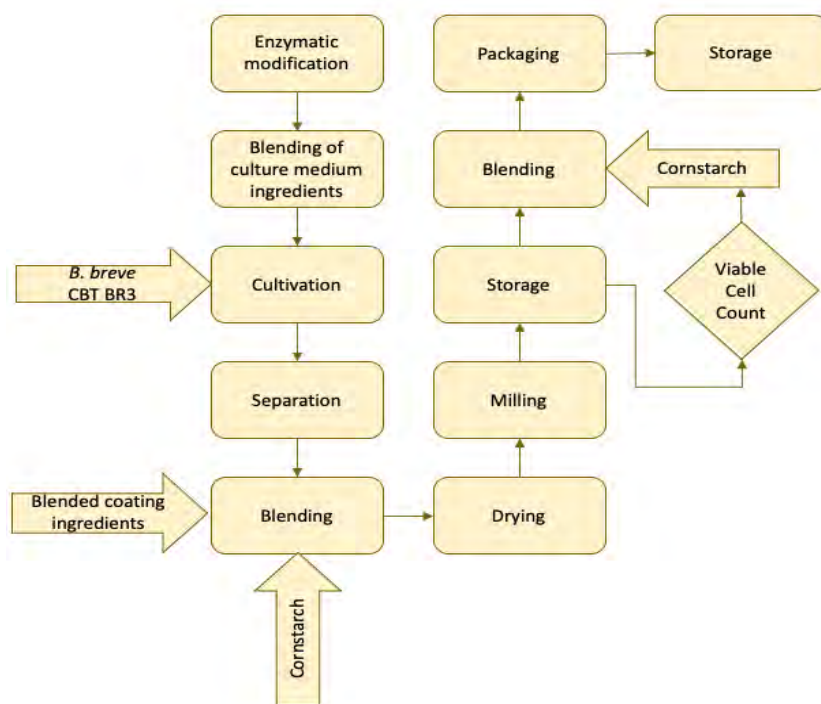 Enzymatic
modification
Blending of
culture medium
ingredients
B. breve
CBT BR3
Cultivation
Separation
Blended coating
ingredients
Blending
Cornstarch
Drying
Milling
Storage
Viable
Cell
Count
Cornstarch
Blending
Packaging
Storage